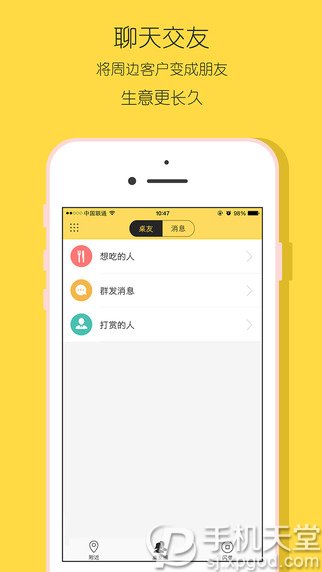 聊天交友
将周边客户变成朋友
生意更长久
中国联通
10:47
98%
桌友
消息
想吃的人
群发消息
打赏的人
附近
手机天堂
sj.xpgod.com